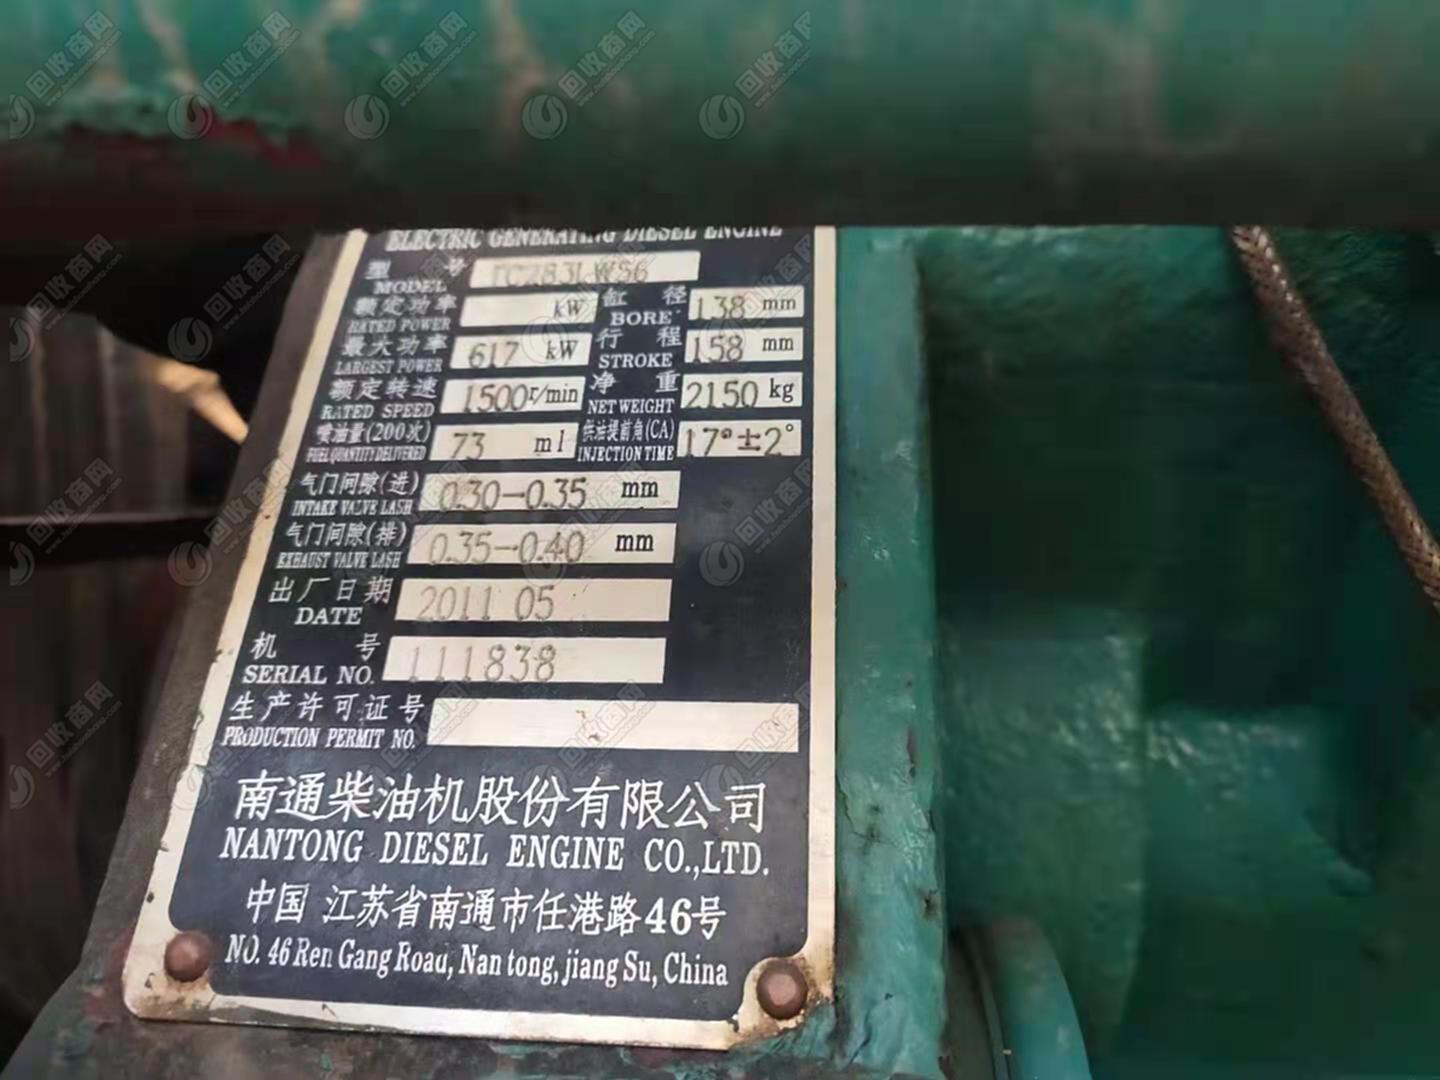 ELECTRIC GENERATING DIESEL ENGINE
型 号 TC283LWS6
MODEL
额定功率 kW 缸 径 138 mm
RATED POWER BORE
最大功率 617 kW 行 程 158 mm
LARGEST POWER STROKE
额定转速 1500 r/min 净 重 2150 kg
RATED SPEED NET WEIGHT
喷油量(200次) 73 ml 供油提前角(CA) 17°±2°
FUEL QUANTITY DELIVERED INJECTION TIME
气门间隙(进) 0.30-0.35 mm
INTAKE VALVE LASH
气门间隙(排) 0.35-0.40 mm
EXHAUST VALVE LASH
出厂日期 2011 05
DATE
机 号 111838
SERIAL NO.
生产许可证号
PRODUCTION PERMIT NO.
南通柴油机股份有限公司
NANTONG DIESEL ENGINE CO.,LTD.
中国 江苏省南通市任港路46号
NO. 46 Ren Gang Road, Nan tong, jiang Su, China
回收商网